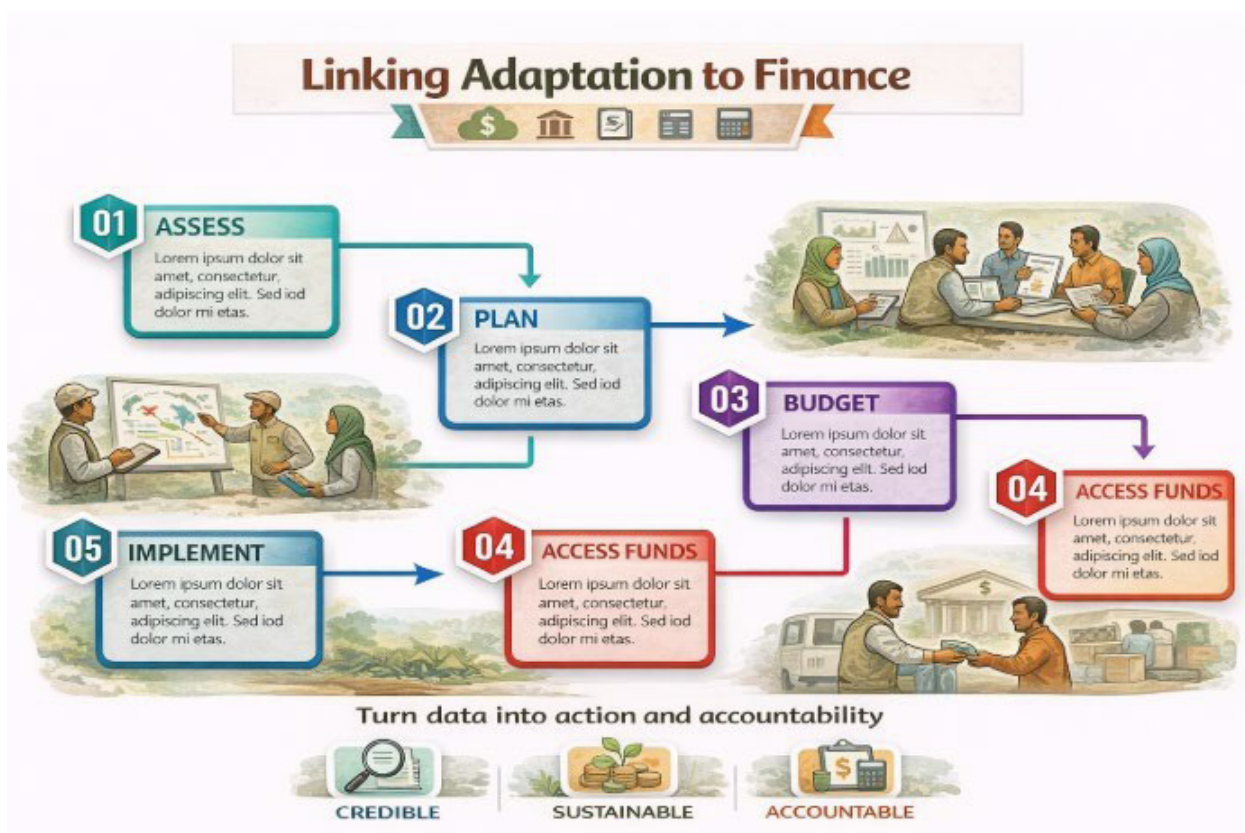 Linking Adaptation to Finance
$
01
ASSESS
Lorem ipsum dolor sit
amet, consectetur,
adipiscing elit. Sed iod
dolor mi etas.
02
PLAN
Lorem ipsum dolor sit
amet, consectetur,
adipiscing elit. Sed iod
dolor mi etas.
03
BUDGET
Lorem ipsum dolor sit
amet, consectetur,
adipiscing elit. Sed iod
dolor mi etas.
04
ACCESS FUNDS
Lorem ipsum dolor sit
amet, consectetur,
adipiscing elit. Sed iod
dolor mi etas.
05
IMPLEMENT
Lorem ipsum dolor sit
amet, consectetur,
adipiscing elit. Sed iod
dolor mi etas.
04
ACCESS FUNDS
Lorem ipsum dolor sit
amet, consectetur,
adipiscing elit. Sed iod
dolor mi etas.
$
Turn data into action and accountability
$
CREDIBLE
SUSTAINABLE
ACCOUNTABLE